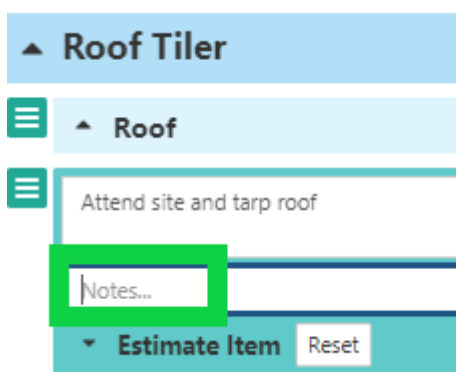 Roof Tiler
Roof
Attend site and tarp roof
Notes...
Estimate Item Reset